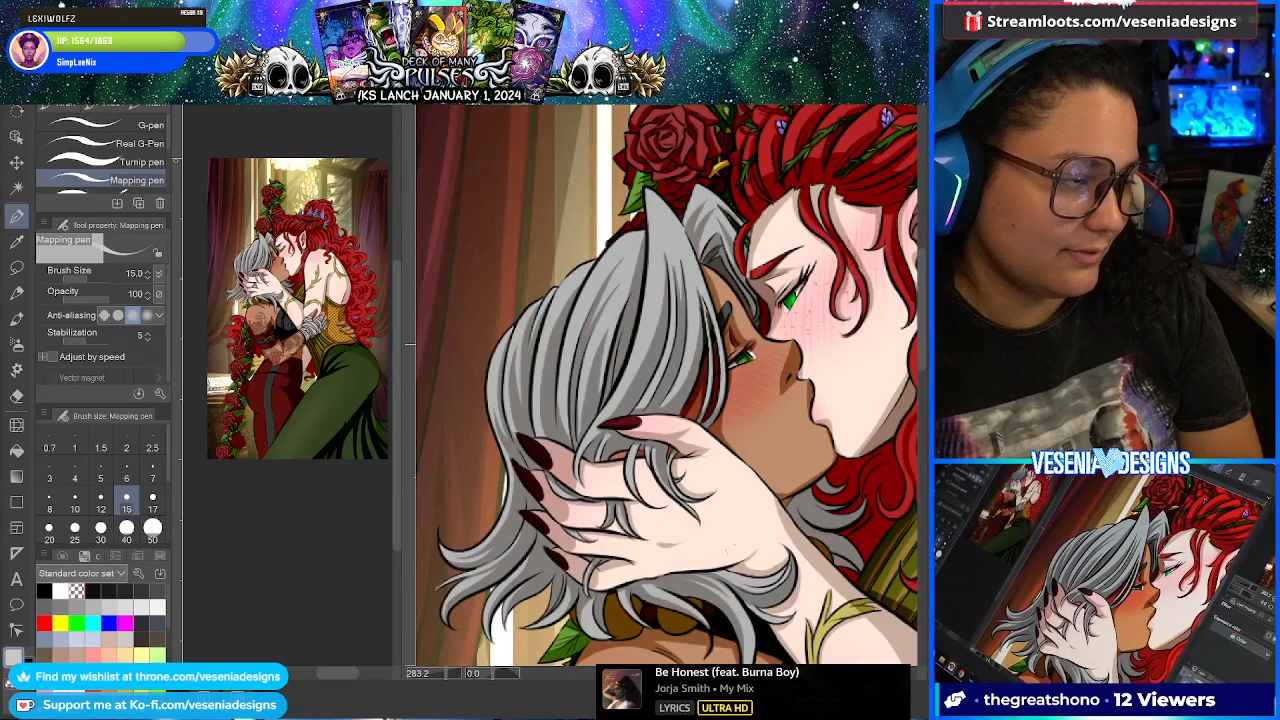 LEXIWOLFZ
HP: 1564/1869
SimpLeeNix
DECK OF MANY
PULSES
!KS LANCH JANUARY 1, 2024
Streamloots.com/veseniadesigns
G-pen
Real G-Pen
Turnip pen
Mapping pen
Tool property: Mapping pen
Mapping pen
Brush Size 15.0
Opacity 100
Anti-aliasing
Stabilization 5
Adjust by speed
Vector magnet
Brush size: Mapping pen
0.7 1 1.5 2 2.5
3 4 5 6 7
8 10 12 15 17
20 25 30 40 50
Standard color set
283.2
0.0
VESENIA DESIGNS
thegreatshono • 12 Viewers
Find my wishlist at throne.com/veseniadesigns
Support me at Ko-fi.com/veseniadesigns
Be Honest (feat. Burna Boy)
Jorja Smith • My Mix
LYRICS
ULTRA HD